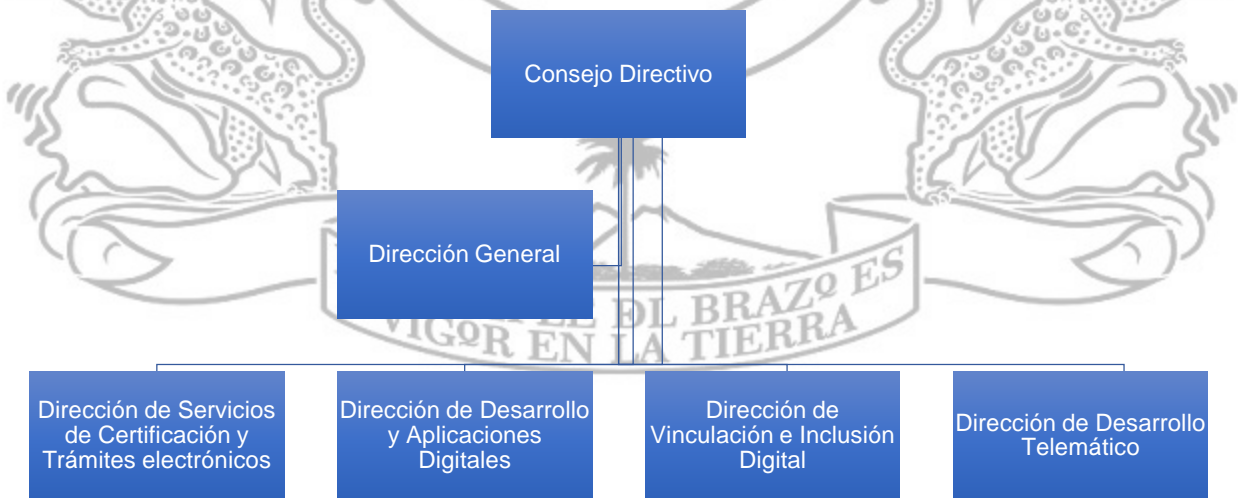 Consejo Directivo
Dirección General
EL BRAZO ES
VIGOR EN LA TIERRA
Dirección de Servicios
de Certificación y
Trámites electrónicos
Dirección de Desarrollo
y Aplicaciones
Digitales
Dirección de
Vinculación e Inclusión
Digital
Dirección de Desarrollo
Telemático